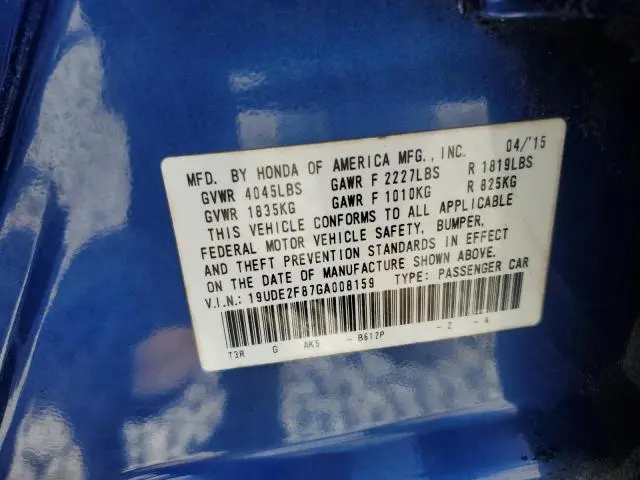 MFD. BY HONDA OF AMERICA MFG., INC. 04/'15
GVWR 4045LBS GAWR F 2227LBS R 1819LBS
GVWR 1835KG GAWR F 1010KG R 825KG
THIS VEHICLE CONFORMS TO ALL APPLICABLE
FEDERAL MOTOR VEHICLE SAFETY, BUMPER,
AND THEFT PREVENTION STANDARDS IN EFFECT
ON THE DATE OF MANUFACTURE SHOWN ABOVE.
V.I.N.: 19UDE2F87GA008159 TYPE: PASSENGER CAR
T3R G AK5 - B612P - Z - A